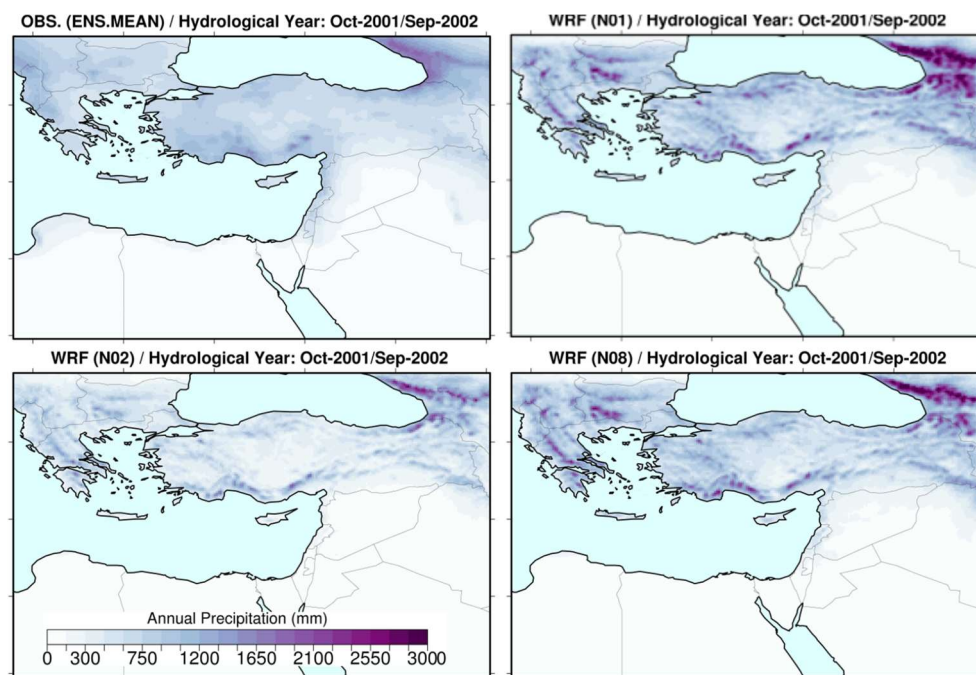 OBS. (ENS.MEAN) / Hydrological Year: Oct-2001/Sep-2002
WRF (N01) / Hydrological Year: Oct-2001/Sep-2002
WRF (N02) / Hydrological Year: Oct-2001/Sep-2002
WRF (N08) / Hydrological Year: Oct-2001/Sep-2002
Annual Precipitation (mm)
0 300 750 1200 1650 2100 2550 3000